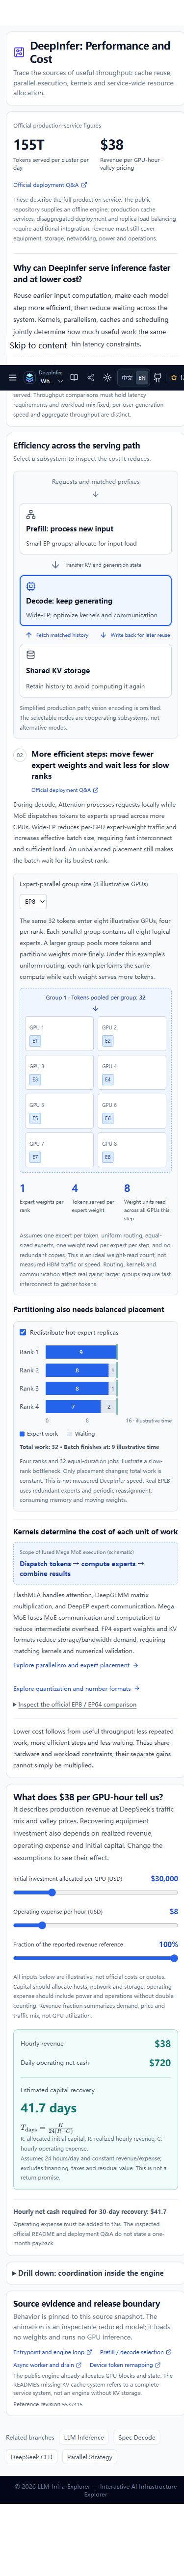 DeepInfer: Performance and
Cost
Trace the sources of useful throughput: cache reuse,
parallel execution, kernels and service-wide resource
allocation.
Official production-service figures
155T
$38
Tokens served per cluster per
day
Revenue per GPU-hour ·
valley pricing
Official deployment Q&A
These describe the full production service. The public
repository supplies an offline engine; production cache
services, disaggregated deployment and replica load balancing
require additional integration. Revenue must still cover
equipment, storage, networking, power and operations.
Why can DeepInfer serve inference faster
and at lower cost?
Reuse earlier input computation, make each model
step more efficient, then reduce waiting across the
engine. Kernels, parallelism, cache and scheduling
jointly determine how much useful work the same
Skip to content
hin latency constraints.
DeepInfer
Wh...
中文
EN
1
served. Throughput comparisons must hold latency
requirements and workload mix fixed; per-user generation
speed and aggregate throughput are distinct.
Efficiency across the serving path
Select a subsystem to inspect the cost it reduces.
Requests and matched prefixes
Prefill: process new input
Small EP groups; allocate for input load
Transfer KV and generation state
Decode: keep generating
Wide-EP; optimize kernels and communication
Fetch matched history
Write back for later reuse
Shared KV storage
Retain history to avoid computing it again
Simplified production path; vision encoding is omitted.
The selectable nodes are cooperating subsystems, not
alternative modes.
02
More efficient steps: move fewer
expert weights and wait less for slow
ranks
Official deployment Q&A
During decode, Attention processes requests locally while
MoE dispatches tokens to experts spread across several
GPUs. Wide-EP reduces per-GPU expert-weight traffic and
increases effective batch size, requiring fast interconnect
and sufficient load. An unbalanced placement still makes
the batch wait for its busiest rank.
Expert-parallel group size (8 illustrative GPUs)
EP8
The same 32 tokens enter eight illustrative GPUs, four
per rank. Each parallel group contains all eight logical
experts. A larger group pools more tokens and
partitions weights more finely. Under this example's
uniform routing, each rank performs the same
compute while each weight serves more tokens.
Group 1 · Tokens pooled per group: 32
GPU 1
E1
GPU 2
E2
GPU 3
E3
GPU 4
E4
GPU 5
E5
GPU 6
E6
GPU 7
E7
GPU 8
E8
1
4
8
Expert weights per
rank
Tokens served per
expert weight
Weight units read
across all GPUs this
step
Assumes one expert per token, uniform routing, equal-
sized experts, one weight read per expert per step, and no
redundant copies. This is an ideal weight-read count, not
measured HBM traffic or speed. Routing, kernels and
communication affect real gains; larger groups require fast
interconnect to gather tokens.
Partitioning also needs balanced placement
Redistribute hot-expert replicas
Rank 1
9
Rank 2
8
1
Rank 3
8
1
Rank 4
7
2
0
8
16 · illustrative time
Expert work
Waiting
Total work: 32 • Batch finishes at: 9 illustrative time
Four ranks and 32 equal-duration jobs illustrate a slow-
rank bottleneck. Only placement changes; total work is
constant. This is not measured DeepInfer speed. Real EPLB
uses redundant experts and periodic reassignment,
consuming memory and moving weights.
Kernels determine the cost of each unit of work
Scope of fused Mega MoE execution (schematic)
Dispatch tokens → compute experts →
combine results
FlashMLA handles attention, DeepGEMM matrix
multiplication, and DeepEP expert communication. Mega
MoE fuses MoE communication and computation to
reduce intermediate overhead. FP4 expert weights and KV
formats reduce storage/bandwidth demand, requiring
matching kernels and numerical validation.
Explore parallelism and expert placement →
Explore quantization and number formats →
Inspect the official EP8 / EP64 comparison
Lower cost follows from useful throughput: less repeated
work, more efficient steps and less waiting. These share
hardware and workload constraints; their separate gains
cannot simply be multiplied.
What does $38 per GPU-hour tell us?
It describes production revenue at DeepSeek's traffic
mix and valley prices. Recovering equipment
investment also depends on realized revenue,
operating expense and initial capital. Change the
assumptions to see their effect.
Initial investment allocated per GPU (USD)
$30,000
Operating expense per hour (USD)
$8
Fraction of the reported revenue reference
100%
All inputs below are illustrative, not official costs or quotes.
Capital should allocate hosts, network and storage; operating
expense should include power and operations without double
counting. Revenue fraction summarizes demand, price and
traffic mix, not GPU utilization.
Hourly revenue
$38
Daily operating net cash
$720
Estimated capital recovery
41.7 days
T_days = K / 24(R−C)
K: allocated initial capital; R: realized hourly revenue; C:
hourly operating expense.
Assumes 24 hours/day and constant revenue/expense;
excludes financing, taxes and residual value. This is not a
return promise.
Hourly net cash required for 30-day recovery: $41.7
Operating expense must be added to this. The inspected
official README and deployment Q&A do not state a one-
month payback.
Drill down: coordination inside the engine
Source evidence and release boundary
Behavior is pinned to this source snapshot. The
animation is an inspectable reduced model; it loads
no weights and runs no GPU inference.
Entrypoint and engine loop
Prefill / decode selection
Async worker and drain
Device token remapping
The public engine already allocates GPU blocks and state. The
README's missing KV cache system refers to a complete
service system, not an engine without KV storage.
Reference revision 5537415
Related branches
LLM Inference
Spec Decode
DeepSeek CED
Parallel Strategy
© 2026 LLM-Infra-Explorer — Interactive AI Infrastructure
Explorer